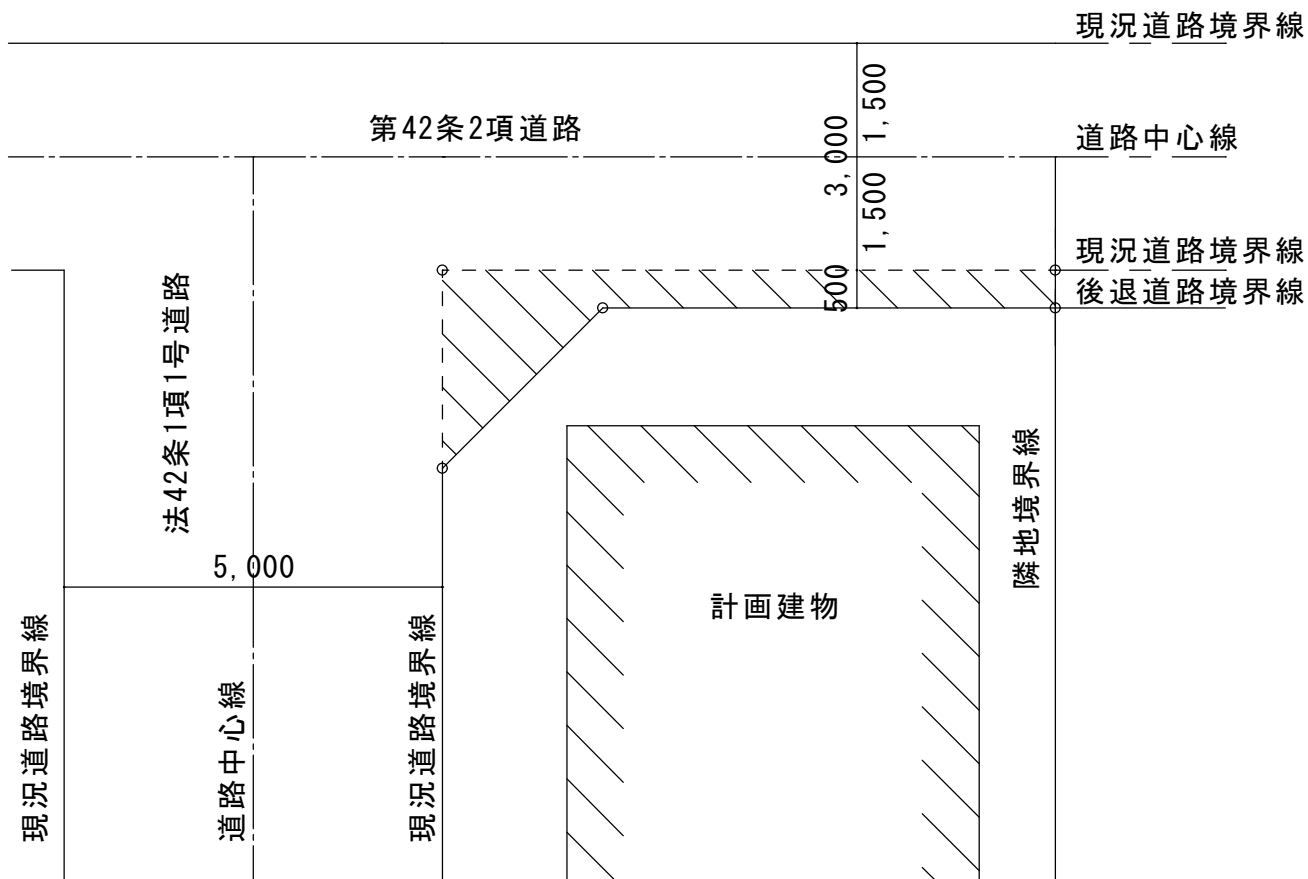 現況道路境界線
1,500
第42条2項道路
3,000
道路中心線
1,500
現況道路境界線
500
後退道路境界線
法42条1項1号道路
隣地境界線
5,000
計画建物
現況道路境界線
道路中心線
現況道路境界線